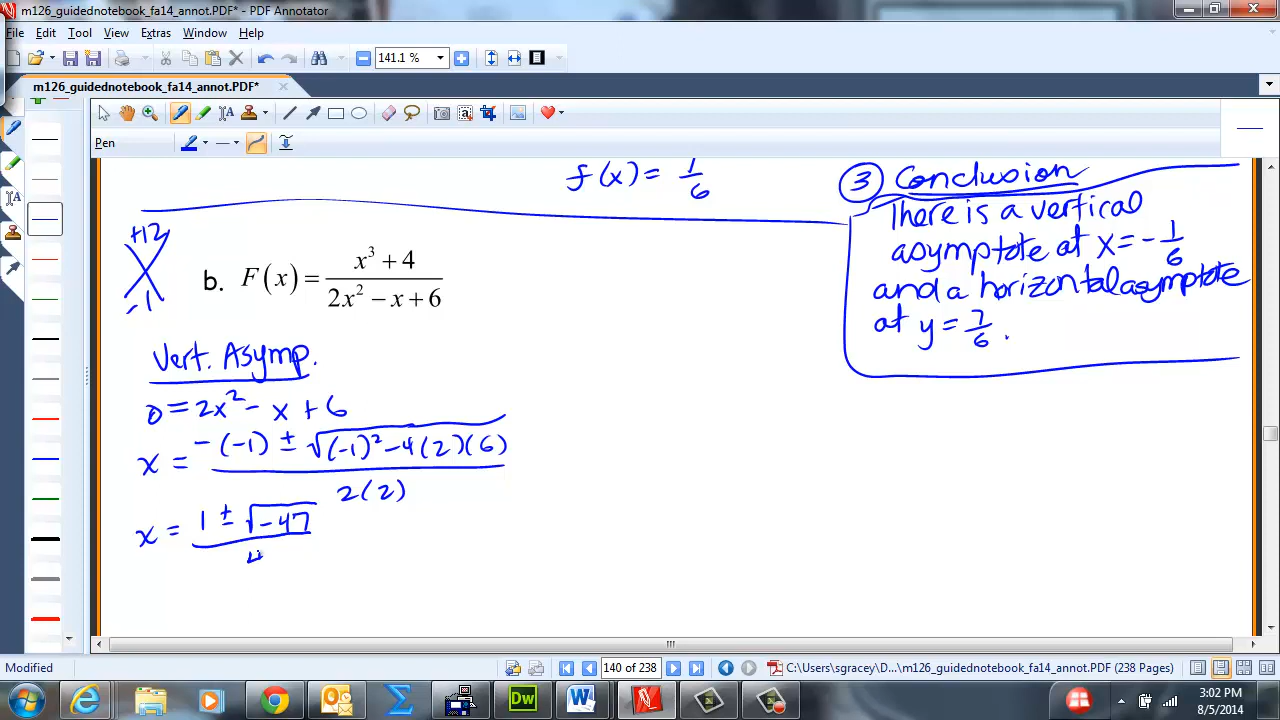 m126_guidednotebook_fa14_annot.PDF* - PDF Annotator
File Edit Tool View Extras Window Help
141.1 %
m126_guidednotebook_fa14_annot.PDF*
Pen
f(x) = 1/6
③ Conclusion
There is a vertical
asymptote at x = -1/6
and a horizontal asymptote
at y = 7/6.
+12
-1
b. F(x) = (x³ + 4)/(2x² − x + 6)
Vert. Asymp.
0 = 2x² - x + 6
x = (-(-1) ± √((-1)² - 4(2)(6)))/(2(2))
x = (1 ± √(-47))/4
140 of 238
Modified
C:\Users\sgracey\D...\m126_guidednotebook_fa14_annot.PDF (238 Pages)
Dw
3:02 PM
8/5/2014